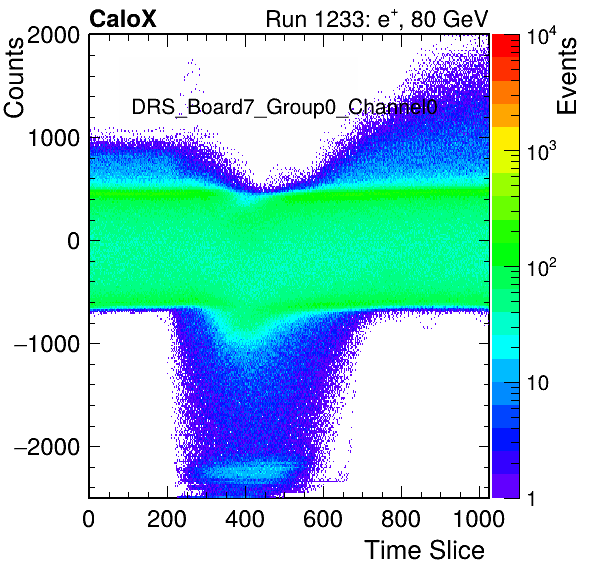 CaloX Run 1233: e+, 80 GeV
Counts
Events
DRS_Board7_Group0_Channel0
2000
1000
0
−1000
−2000
0 200 400 600 800 1000
Time Slice
10^4
10^3
10^2
10
1